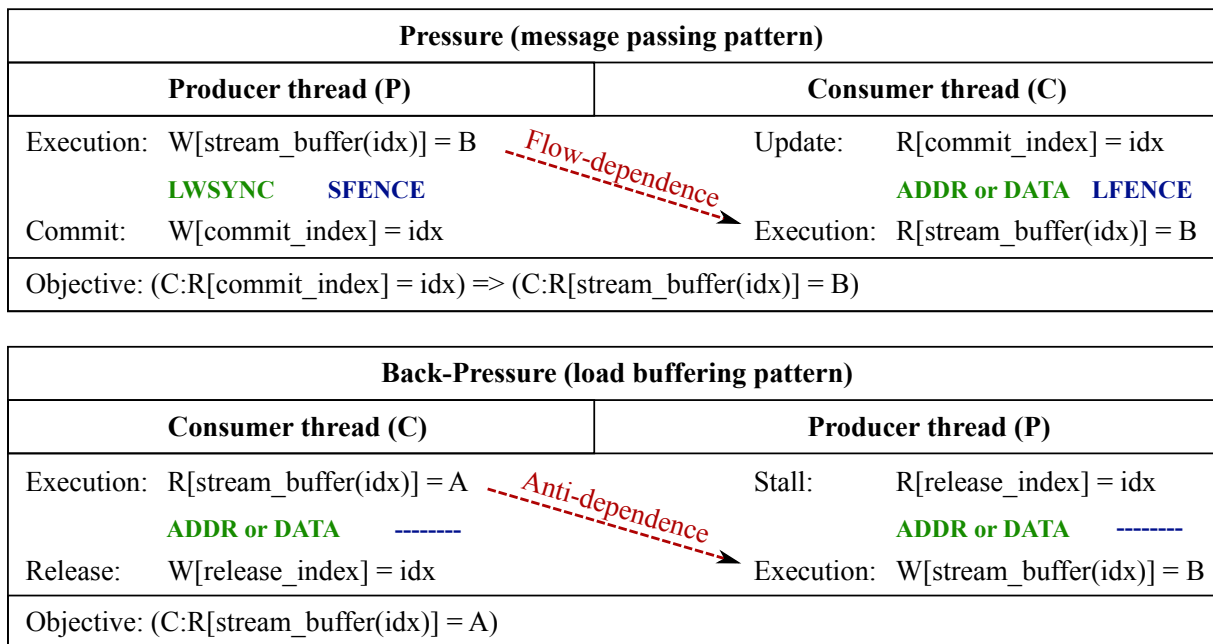 Pressure (message passing pattern)
Producer thread (P) Consumer thread (C)
Execution: W[stream_buffer(idx)] = B Flow-dependence Update: R[commit_index] = idx
LWSYNC SFENCE ADDR or DATA LFENCE
Commit: W[commit_index] = idx Execution: R[stream_buffer(idx)] = B
Objective: (C:R[commit_index] = idx) => (C:R[stream_buffer(idx)] = B)
Back-Pressure (load buffering pattern)
Consumer thread (C) Producer thread (P)
Execution: R[stream_buffer(idx)] = A Anti-dependence Stall: R[release_index] = idx
ADDR or DATA -------- ADDR or DATA --------
Release: W[release_index] = idx Execution: W[stream_buffer(idx)] = B
Objective: (C:R[stream_buffer(idx)] = A)